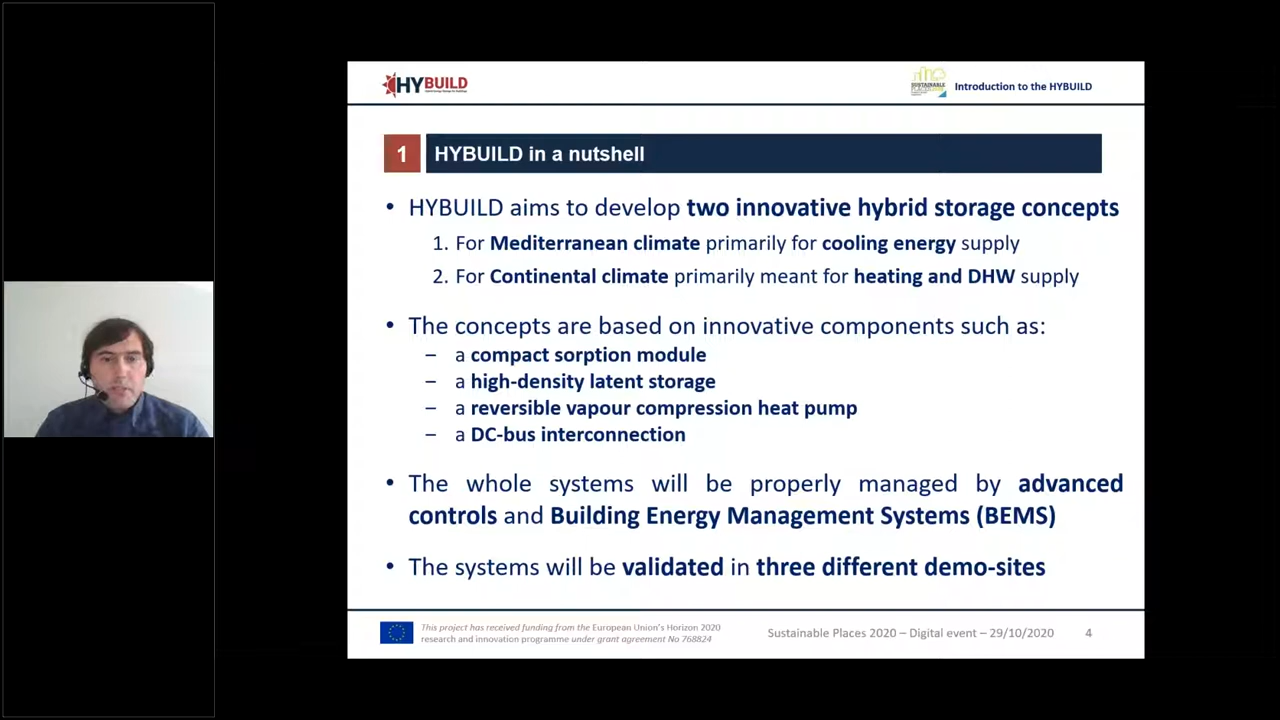 HYBUILD
SUSTAINABLE
PLACES
Introduction to the HYBUILD
1 HYBUILD in a nutshell
• HYBUILD aims to develop two innovative hybrid storage concepts
1. For Mediterranean climate primarily for cooling energy supply
2. For Continental climate primarily meant for heating and DHW supply
• The concepts are based on innovative components such as:
– a compact sorption module
– a high-density latent storage
– a reversible vapour compression heat pump
– a DC-bus interconnection
• The whole systems will be properly managed by advanced
controls and Building Energy Management Systems (BEMS)
• The systems will be validated in three different demo-sites
This project has received funding from the European Union's Horizon 2020
research and innovation programme under grant agreement No 768824
Sustainable Places 2020 – Digital event – 29/10/2020 4